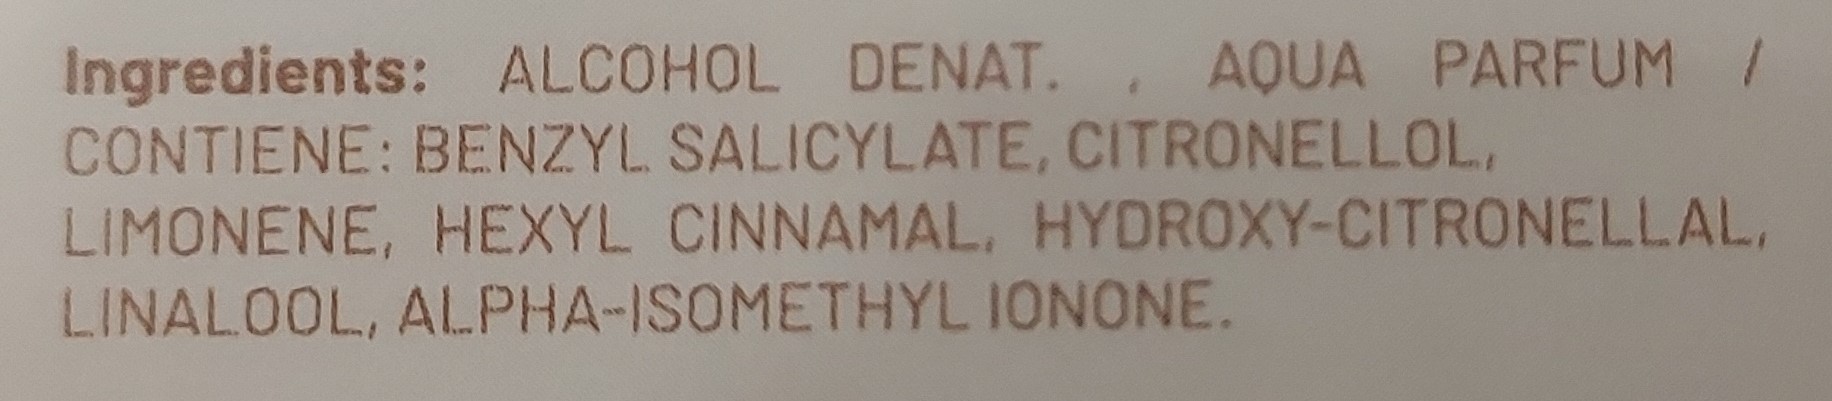 Ingredients: ALCOHOL DENAT. , AQUA PARFUM /
CONTIENE: BENZYL SALICYLATE, CITRONELLOL,
LIMONENE, HEXYL CINNAMAL, HYDROXY-CITRONELLAL,
LINALOOL, ALPHA-ISOMETHYL IONONE.